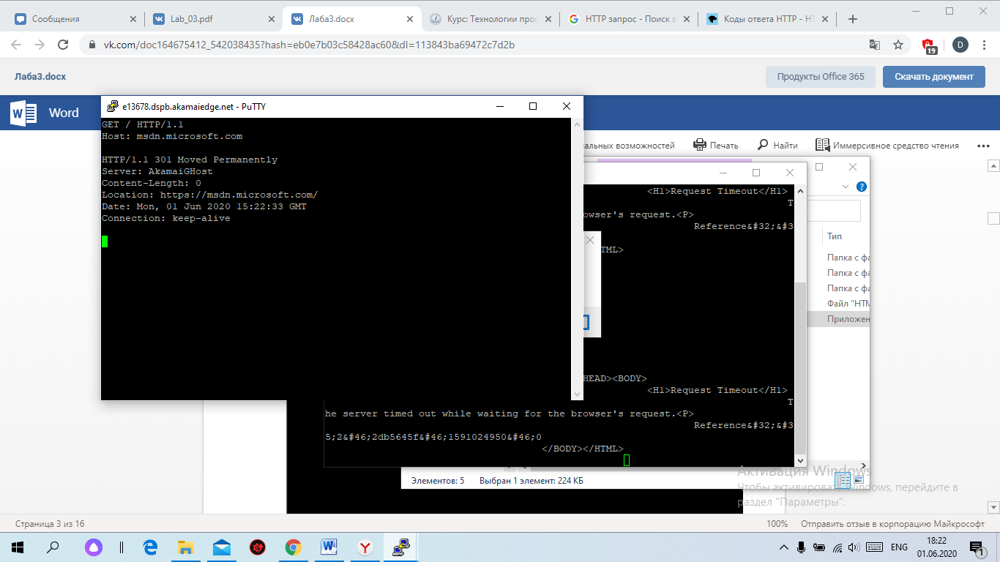 Сообщения
Lab_03.pdf
Лаба3.docx
Курс: Технологии прог
HTTP запрос - Поиск в
Коды ответа HTTP - HT
vk.com/doc164675412_542038435?hash=eb0e7b03c58428ac60&dl=113843ba69472c7d2b
19
D
Лаба3.docx
Продукты Office 365
Скачать документ
W
Word
e13678.dspb.akamaiedge.net - PuTTY
GET / HTTP/1.1
Host: msdn.microsoft.com
HTTP/1.1 301 Moved Permanently
Server: AkamaiGHost
Content-Length: 0
Location: https://msdn.microsoft.com/
Date: Mon, 01 Jun 2020 15:22:33 GMT
Connection: keep-alive
альных возможностей
Печать
Найти
Иммерсивное средство чтения
<H1>Request Timeout</H1>
T
owser's request.<P>
Reference&#32;&#3
TML>
HEAD><BODY>
<H1>Request Timeout</H1>
T
he server timed out while waiting for the browser's request.<P>
Reference&#32;&#3
5;2&#46;2db5645f&#46;1591024950&#46;0
</BODY></HTML>
Тип
Папка с фа
Папка с фа
Папка с фа
Файл "HTM
Приложен
Элементов: 5
Выбран 1 элемент: 224 КБ
Активация Windows
Чтобы активировать Windows, перейдите в
раздел "Параметры".
Страница 3 из 16
100%
Отправить отзыв в корпорацию Майкрософт
ENG
18:22
01.06.2020
1